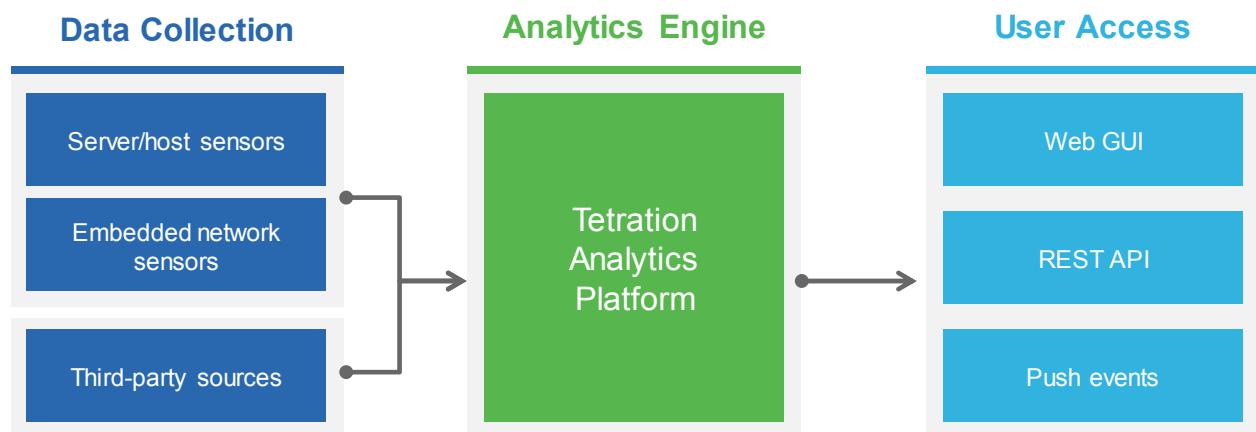 Data Collection
Server/host sensors
Embedded network
sensors
Third-party sources
Analytics Engine
Tetration
Analytics
Platform
User Access
Web GUI
REST API
Push events